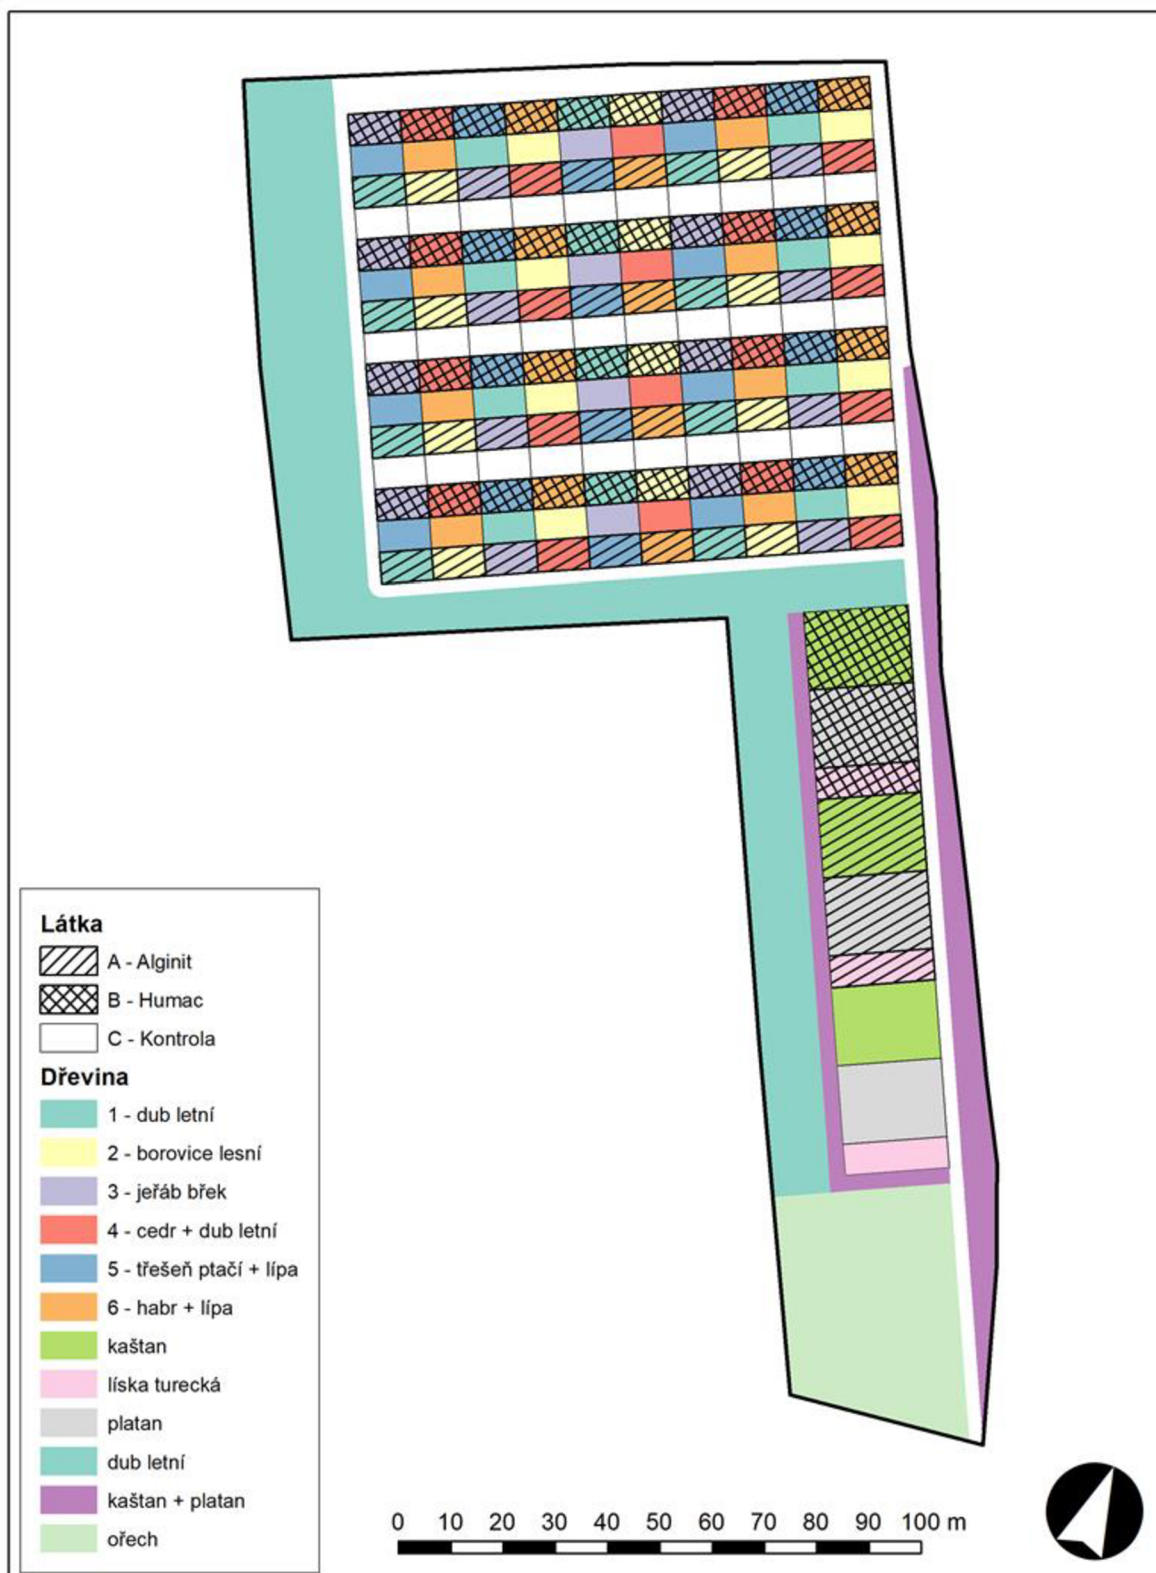 Látka
A - Alginit
B - Humac
C - Kontrola
Dřevina
1 - dub letní
2 - borovice lesní
3 - jeřáb břek
4 - cedr + dub letní
5 - třešeň ptačí + lípa
6 - habr + lípa
kaštan
líska turecká
platan
dub letní
kaštan + platan
ořech
0 10 20 30 40 50 60 70 80 90 100 m